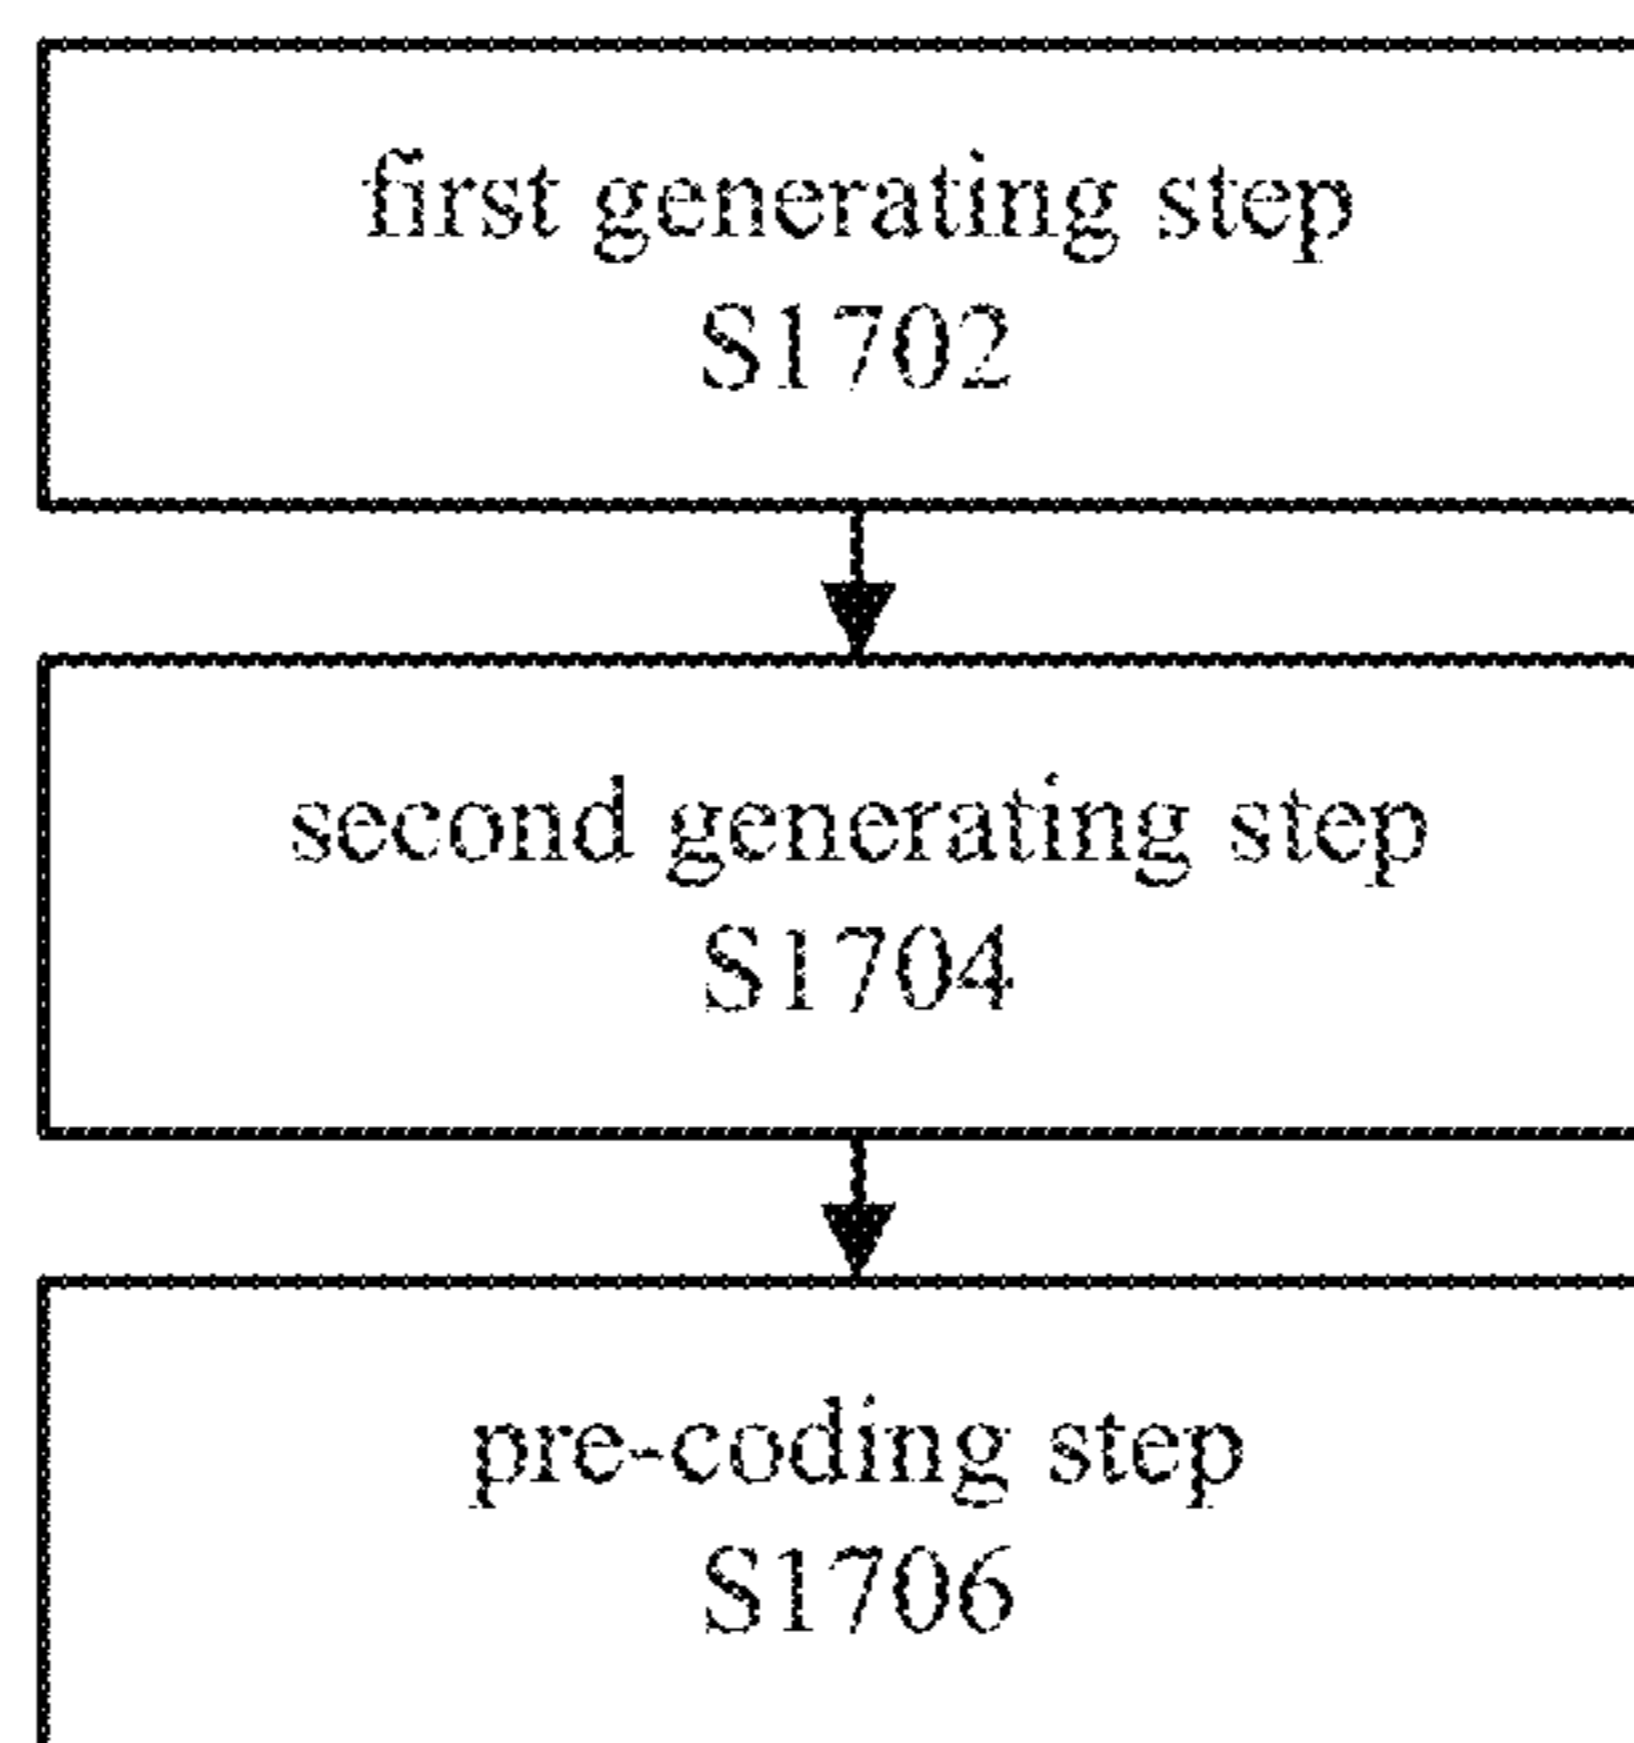 first generating step
S1702
second generating step
S1704
pre-coding step
S1706